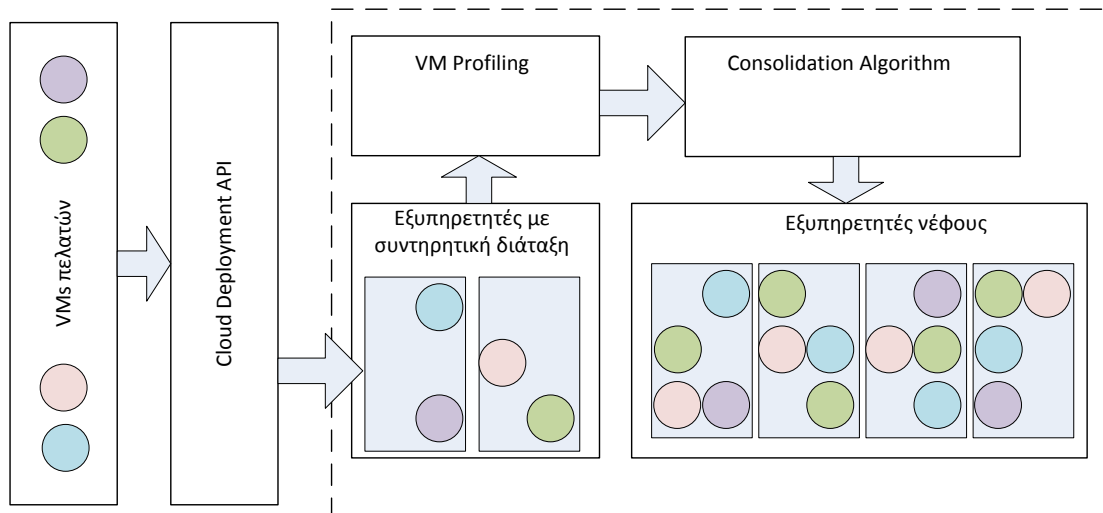 VMs πελατών
Cloud Deployment API
VM Profiling
Consolidation Algorithm
Εξυπηρετητές με
συντηρητική διάταξη
Εξυπηρετητές νέφους